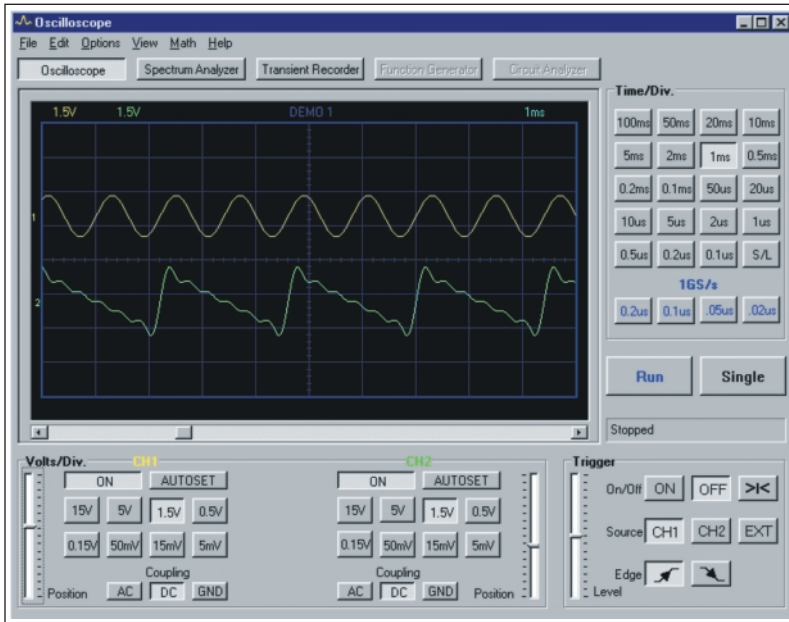 Oscilloscope
File Edit Options View Math Help
Oscilloscope Spectrum Analyzer Transient Recorder Function Generator Circuit Analyzer
1.5V 1.5V DEMO 1 1ms
1
2
Time/Div.
100ms 50ms 20ms 10ms
5ms 2ms 1ms 0.5ms
0.2ms 0.1ms 50us 20us
10us 5us 2us 1us
0.5us 0.2us 0.1us S/L
1GS/s
0.2us 0.1us .05us .02us
Run Single
Stopped
Volts/Div. CH1
ON AUTOSET
15V 5V 1.5V 0.5V
0.15V 50mV 15mV 5mV
Coupling
Position AC DC GND
CH2
ON AUTOSET
15V 5V 1.5V 0.5V
0.15V 50mV 15mV 5mV
Coupling
AC DC GND Position
Trigger
On/Off ON OFF >I<
Source CH1 CH2 EXT
Edge
Level